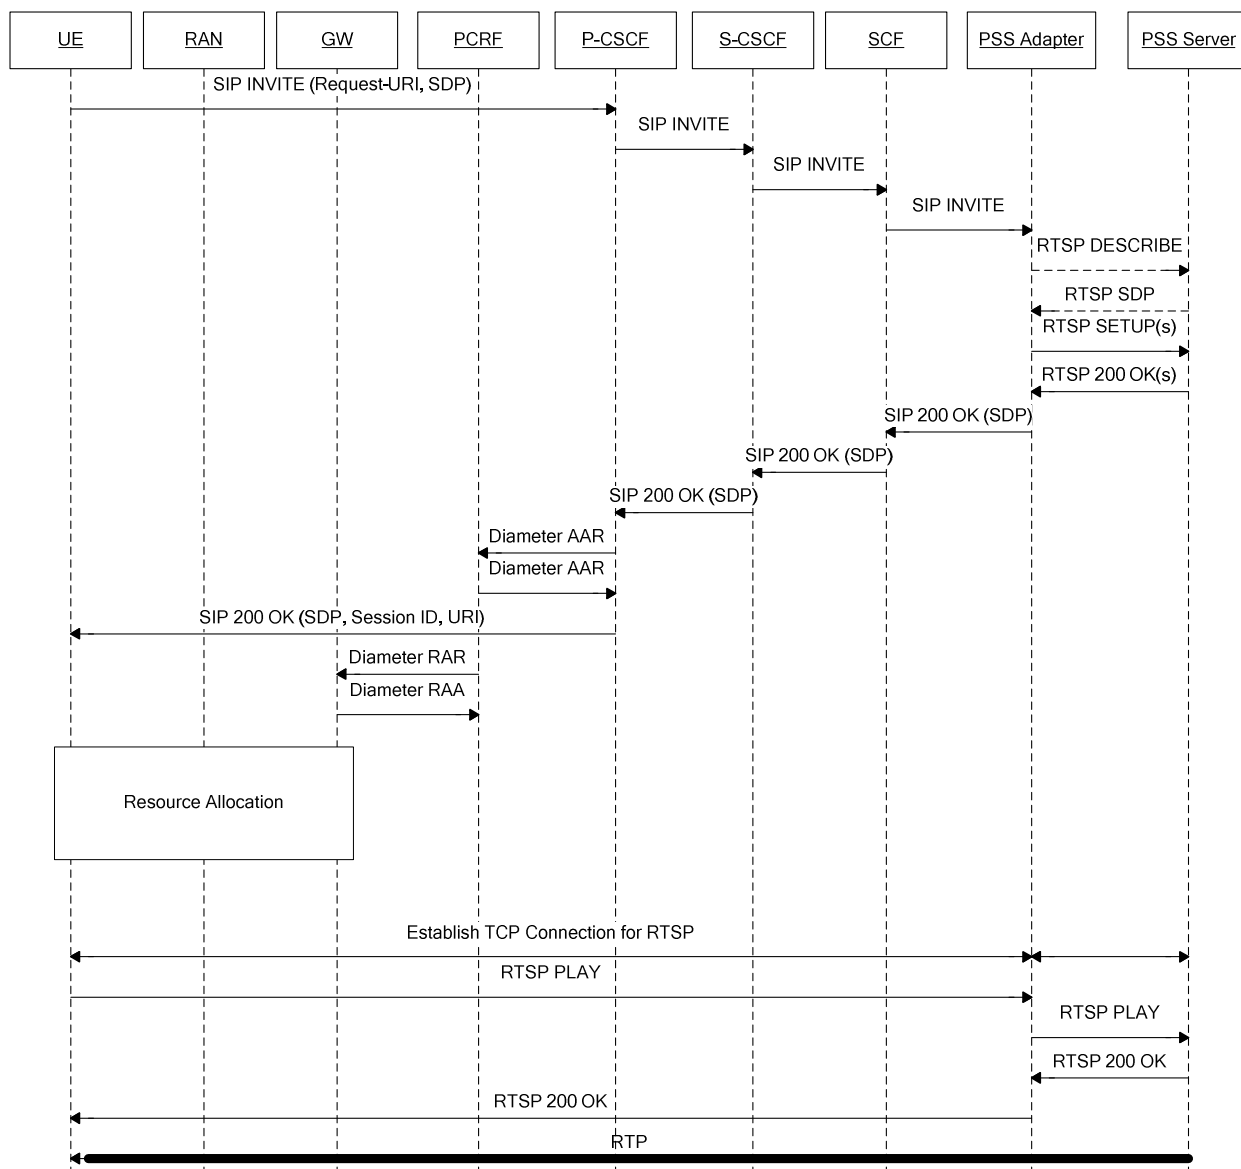 UE RAN GW PCRF P-CSCF S-CSCF SCF PSS Adapter PSS Server
SIP INVITE (Request-URI, SDP)
SIP INVITE
SIP INVITE
SIP INVITE
RTSP DESCRIBE
RTSP SDP
RTSP SETUP(s)
RTSP 200 OK(s)
SIP 200 OK (SDP)
SIP 200 OK (SDP)
SIP 200 OK (SDP)
Diameter AAR
Diameter AAR
SIP 200 OK (SDP, Session ID, URI)
Diameter RAR
Diameter RAA
Resource Allocation
Establish TCP Connection for RTSP
RTSP PLAY
RTSP PLAY
RTSP 200 OK
RTSP 200 OK
RTP